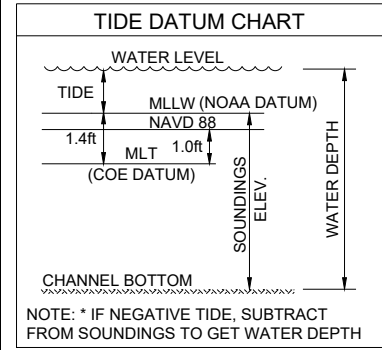 TIDE DATUM CHART
WATER LEVEL
TIDE
MLLW (NOAA DATUM)
NAVD 88
1.4ft
1.0ft
MLT
(COE DATUM)
SOUNDINGS
ELEV.
WATER DEPTH
CHANNEL BOTTOM
NOTE: * IF NEGATIVE TIDE, SUBTRACT
FROM SOUNDINGS TO GET WATER DEPTH